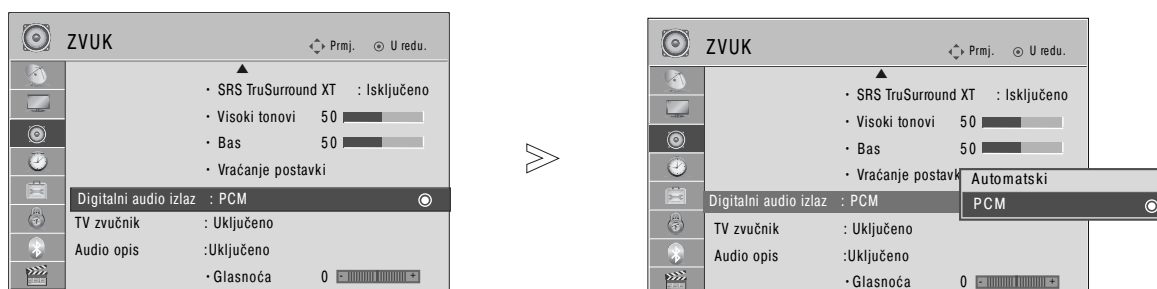 ZVUK
Prmj. U redu.
• SRS TruSurround XT : Isključeno
• Visoki tonovi 50
• Bas 50
• Vraćanje postavki
Digitalni audio izlaz : PCM
TV zvučnik : Uključeno
Audio opis :Uključeno
•Glasnoća 0 - +
ZVUK
Prmj. U redu.
• SRS TruSurround XT : Isključeno
• Visoki tonovi 50
• Bas 50
• Vraćanje postavk
Automatski
Digitalni audio izlaz : PCM
PCM
TV zvučnik : Uključeno
Audio opis :Uključeno
•Glasnoća 0 - +